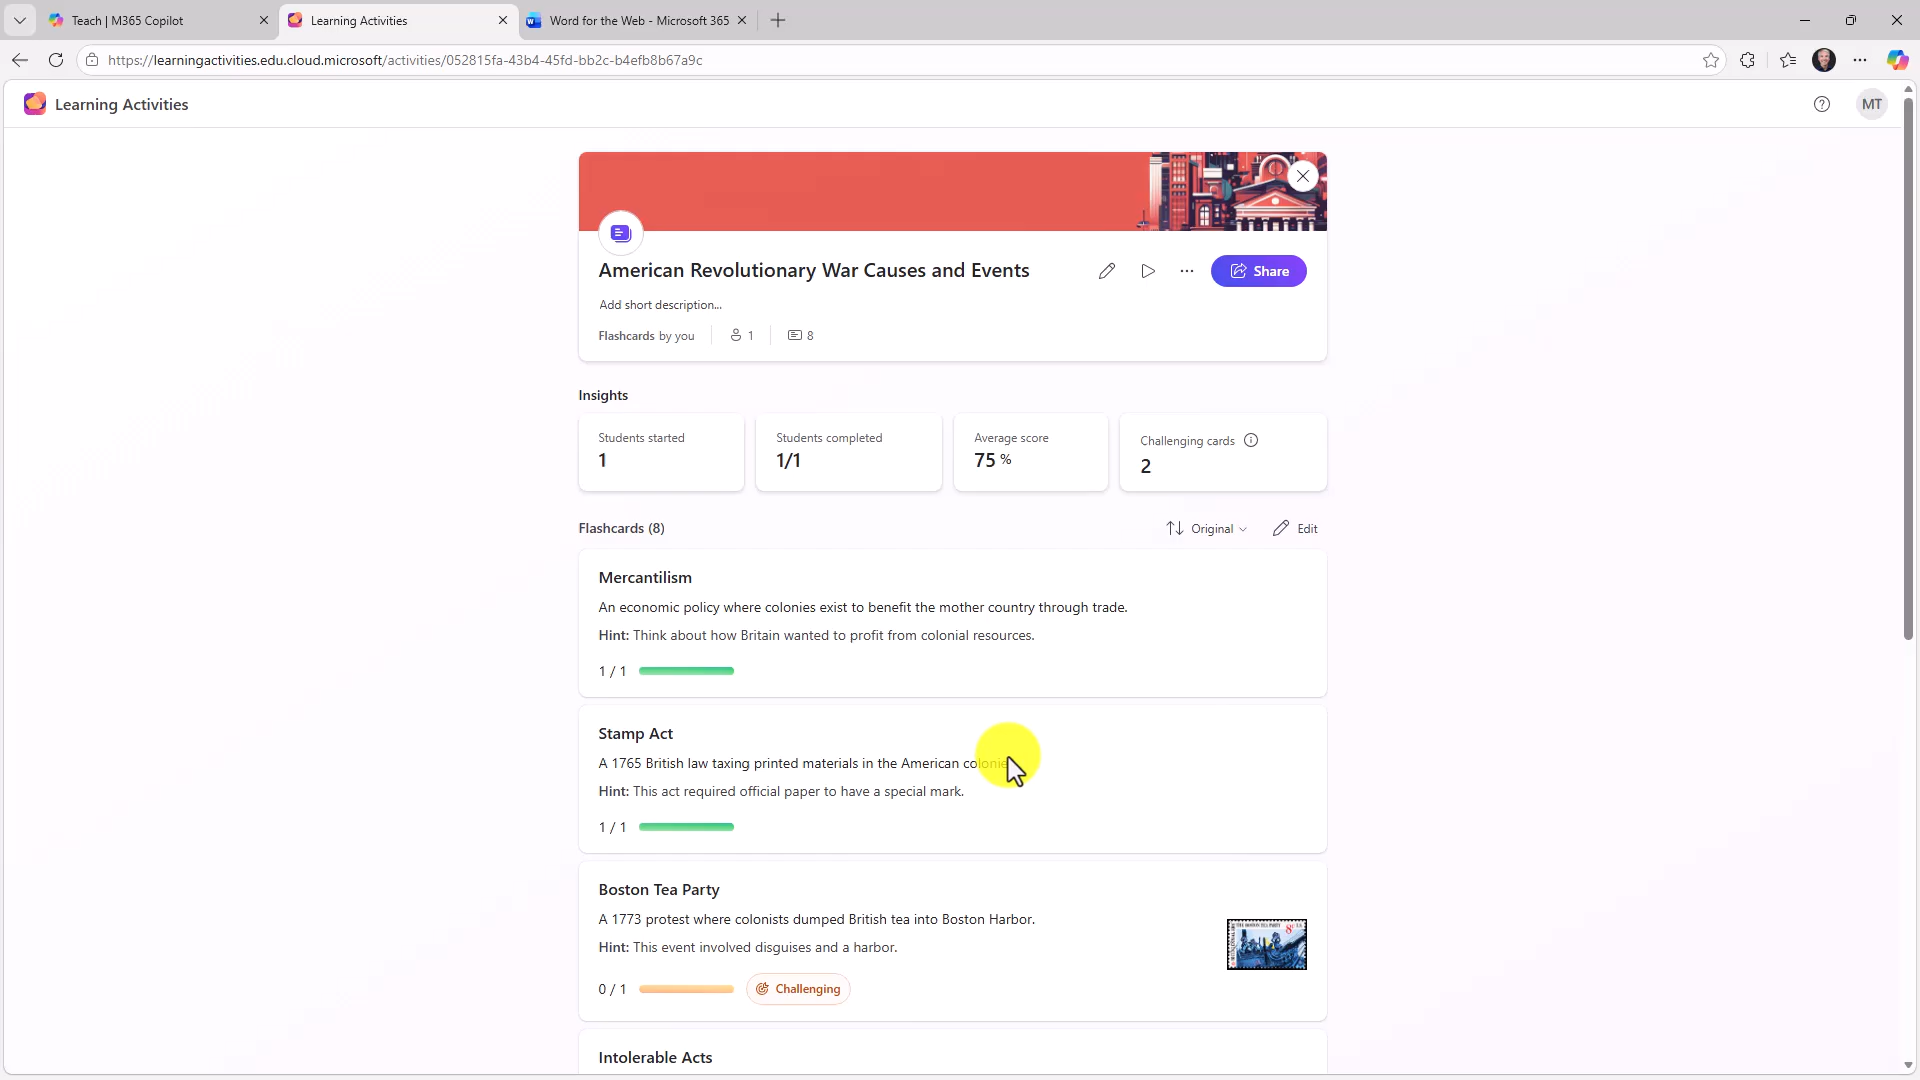 Teach | M365 Copilot
Learning Activities
Word for the Web - Microsoft 365
https://learningactivities.edu.cloud.microsoft/activities/052815fa-43b4-45fd-bb2c-b4efb8b67a9c
Learning Activities
MT
American Revolutionary War Causes and Events
Share
Add short description...
Flashcards by you
1
8
Insights
Students started
1
Students completed
1/1
Average score
75 %
Challenging cards
2
Flashcards (8)
Original
Edit
Mercantilism
An economic policy where colonies exist to benefit the mother country through trade.
Hint: Think about how Britain wanted to profit from colonial resources.
1 / 1
Stamp Act
A 1765 British law taxing printed materials in the American colonie
Hint: This act required official paper to have a special mark.
1 / 1
Boston Tea Party
A 1773 protest where colonists dumped British tea into Boston Harbor.
Hint: This event involved disguises and a harbor.
THE BOSTON TEA PARTY
0 / 1
Challenging
Intolerable Acts